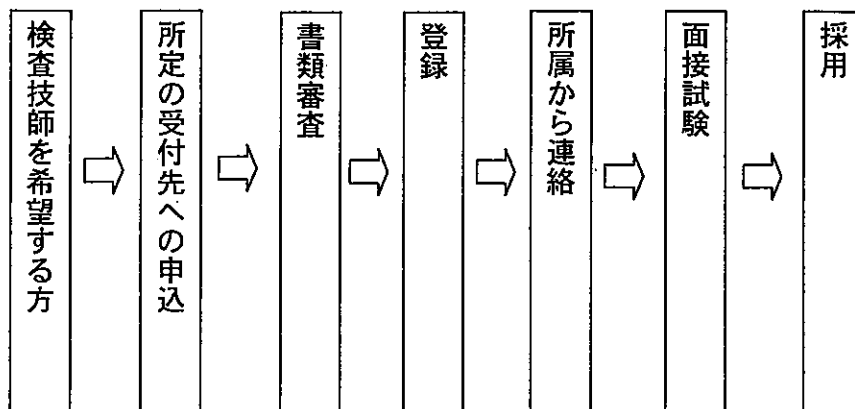 検査技師を希望する方
所定の受付先への申込
書類審査
登録
所属から連絡
面接試験
採用